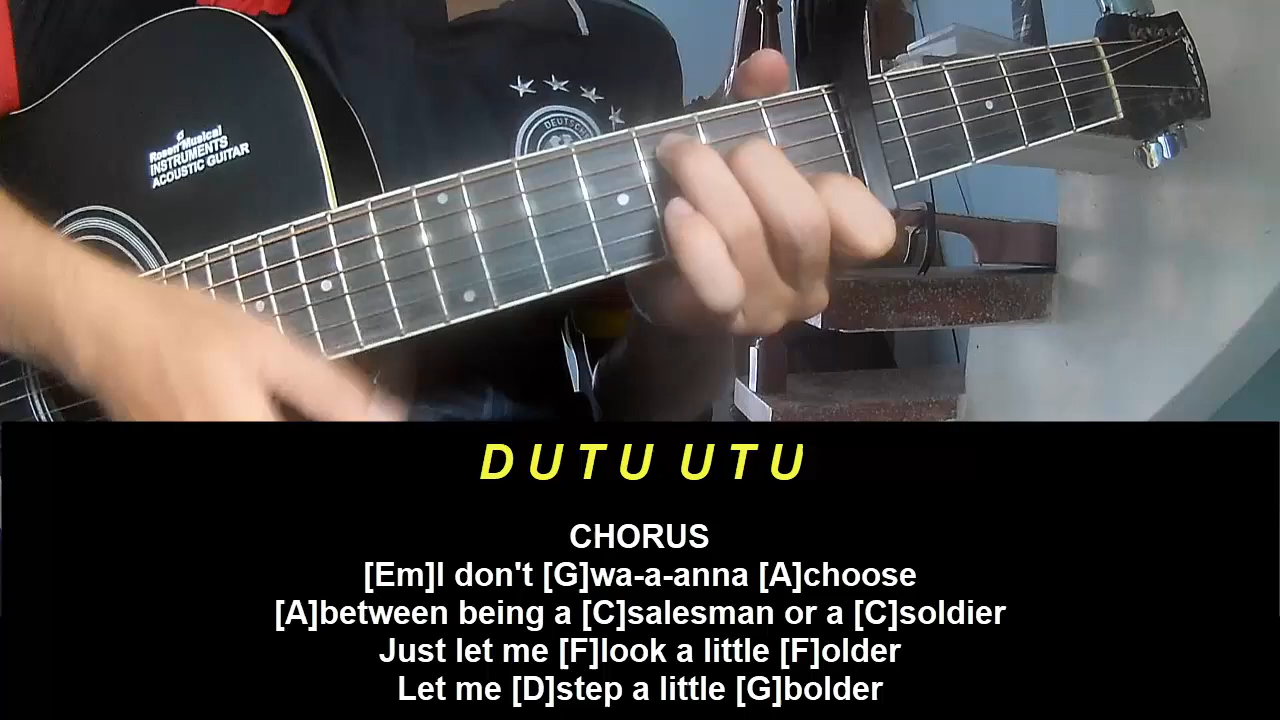 Rosen Musical
INSTRUMENTS
ACOUSTIC GUITAR
D U T U U T U
CHORUS
[Em]I don't [G]wa-a-anna [A]choose
[A]between being a [C]salesman or a [C]soldier
Just let me [F]look a little [F]older
Let me [D]step a little [G]bolder